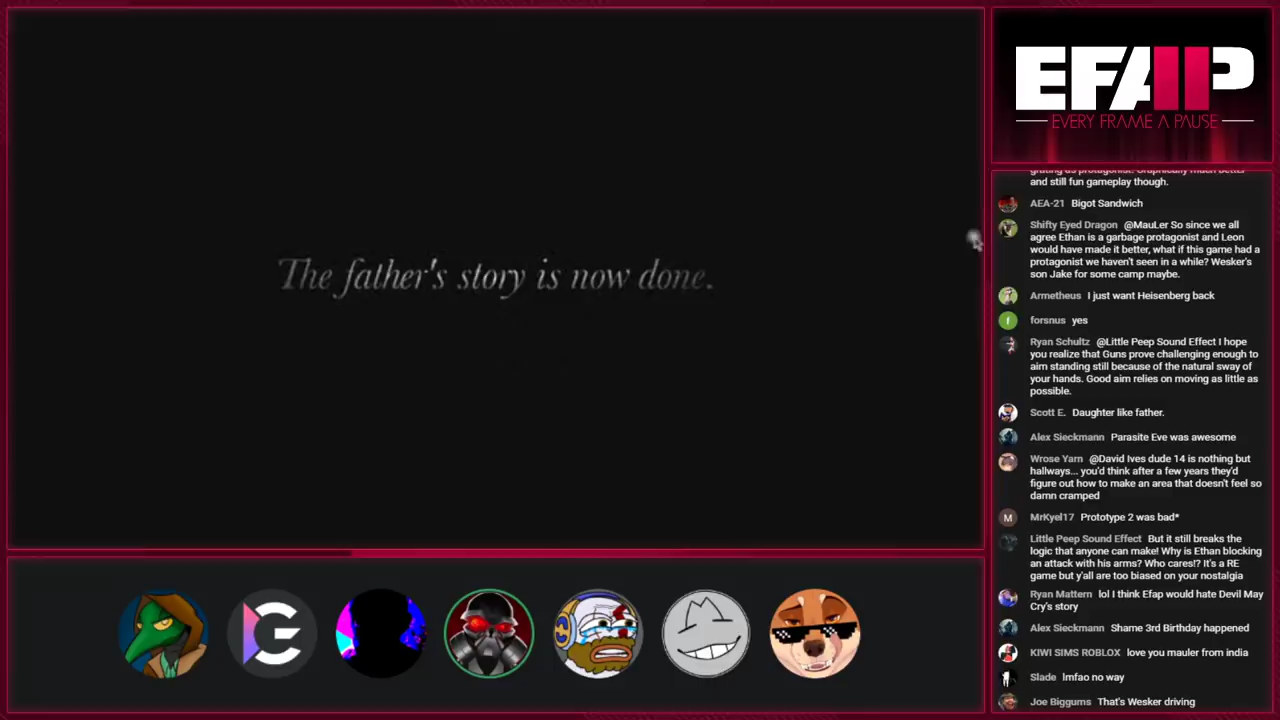 The father's story is now done.
EFAP
EVERY FRAME A PAUSE
and still fun gameplay though.
AEA-21 Bigot Sandwich
Shifty Eyed Dragon @MauLer So since we all
agree Ethan is a garbage protagonist and Leon
would have made it better, what if this game had a
protagonist we haven't seen in a while? Wesker's
son Jake for some camp maybe.
Armetheus I just want Heisenberg back
f
forsnus yes
Ryan Schultz @Little Peep Sound Effect I hope
you realize that Guns prove challenging enough to
aim standing still because of the natural sway of
your hands. Good aim relies on moving as little as
possible.
Scott E. Daughter like father.
Alex Sieckmann Parasite Eve was awesome
Wrose Yarn @David Ives dude 14 is nothing but
hallways... you'd think after a few years they'd
figure out how to make an area that doesn't feel so
damn cramped
M
MrKyel17 Prototype 2 was bad*
Little Peep Sound Effect But it still breaks the
logic that anyone can make! Why is Ethan blocking
an attack with his arms? Who cares!? It's a RE
game but y'all are too biased on your nostalgia
Ryan Mattern lol I think Efap would hate Devil May
Cry's story
Alex Sieckmann Shame 3rd Birthday happened
KIWI SIMS ROBLOX love you mauler from india
Slade lmfao no way
Joe Biggums That's Wesker driving